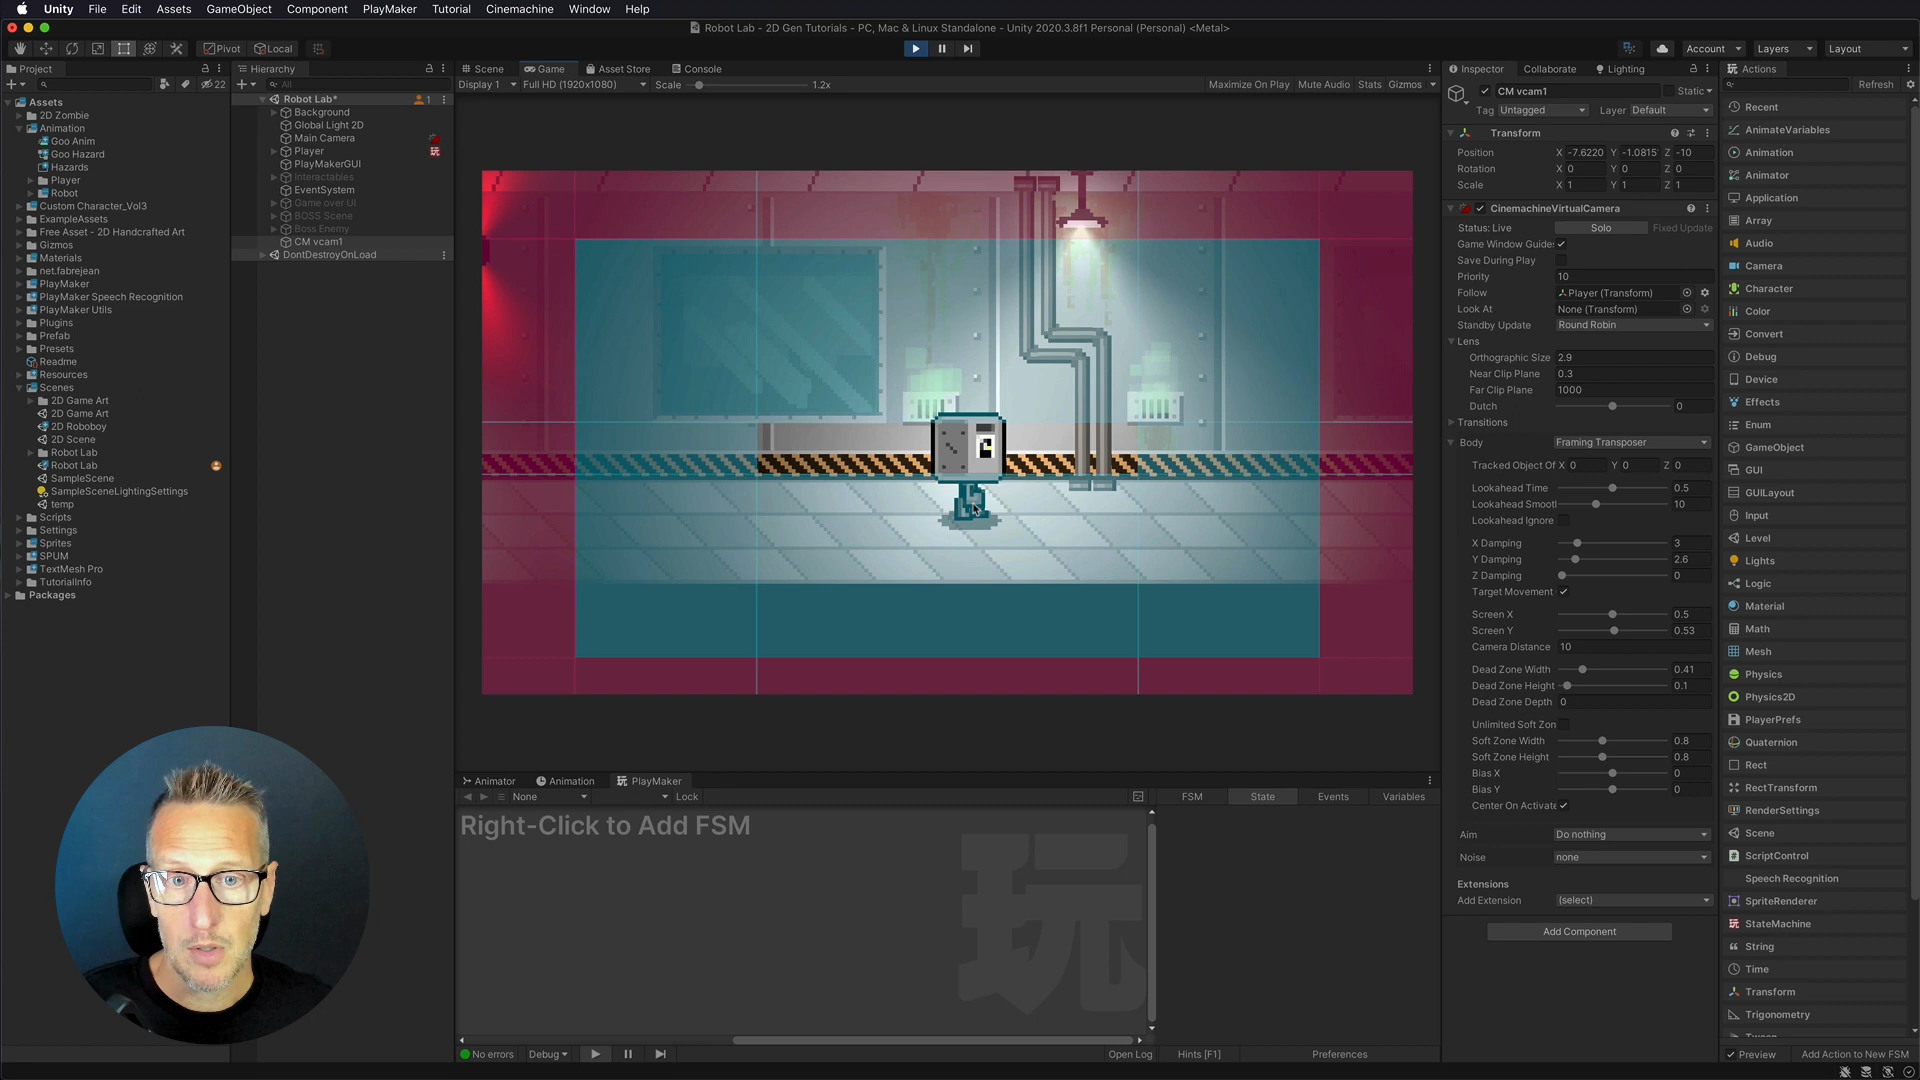 Unity File Edit Assets GameObject Component PlayMaker Tutorial Cinemachine Window Help
Robot Lab - 2D Gen Tutorials - PC, Mac & Linux Standalone - Unity 2020.3.8f1 Personal (Personal) <Metal>
Pivot Local Account Layers Layout
Project
22
Assets
2D Zombie
Animation
Goo Anim
Goo Hazard
Hazards
Player
Robot
Custom Character_Vol3
ExampleAssets
Free Asset - 2D Handcrafted Art
Gizmos
Materials
net.fabrejean
PlayMaker
PlayMaker Speech Recognition
PlayMaker Utils
Plugins
Prefab
Presets
Readme
Resources
Scenes
2D Game Art
2D Game Art
2D Roboboy
2D Scene
Robot Lab
Robot Lab
SampleScene
SampleSceneLightingSettings
temp
Scripts
Settings
Sprites
SPUM
TextMesh Pro
TutorialInfo
Packages
Hierarchy
All
Robot Lab*
1
Background
Global Light 2D
Main Camera
Player
PlayMakerGUI
Interactables
EventSystem
Game over UI
BOSS Scene
Boss Enemy
CM vcam1
DontDestroyOnLoad
Scene Game Asset Store Console
Display 1 Full HD (1920x1080) Scale 1.2x Maximize On Play Mute Audio Stats Gizmos
Animator Animation PlayMaker
None Lock FSM State Events Variables
Right-Click to Add FSM
玩
No errors Debug Open Log Hints [F1] Preferences
Inspector Collaborate Lighting
CM vcam1 Static
Tag Untagged Layer Default
Transform
Position X -7.6220 Y -1.0815 Z -10
Rotation X 0 Y 0 Z 0
Scale X 1 Y 1 Z 1
CinemachineVirtualCamera
Status: Live Solo Fixed Update
Game Window Guides
Save During Play
Priority 10
Follow Player (Transform)
Look At None (Transform)
Standby Update Round Robin
Lens
Orthographic Size 2.9
Near Clip Plane 0.3
Far Clip Plane 1000
Dutch 0
Transitions
Body Framing Transposer
Tracked Object Of X 0 Y 0 Z 0
Lookahead Time 0.5
Lookahead Smoot 10
Lookahead Ignore
X Damping 3
Y Damping 2.6
Z Damping 0
Target Movement
Screen X 0.5
Screen Y 0.53
Camera Distance 10
Dead Zone Width 0.41
Dead Zone Height 0.1
Dead Zone Depth 0
Unlimited Soft Zon
Soft Zone Width 0.8
Soft Zone Height 0.8
Bias X 0
Bias Y 0
Center On Activate
Aim Do nothing
Noise none
Extensions
Add Extension (select)
Add Component
Actions
Refresh
Recent
AnimateVariables
Animation
Animator
Application
Array
Audio
Camera
Character
Color
Convert
Debug
Device
Effects
Enum
GameObject
GUI
GUILayout
Input
Level
Lights
Logic
Material
Math
Mesh
Physics
Physics2D
PlayerPrefs
Quaternion
Rect
RectTransform
RenderSettings
Scene
ScriptControl
Speech Recognition
SpriteRenderer
StateMachine
String
Time
Transform
Trigonometry
Preview Add Action to New FSM